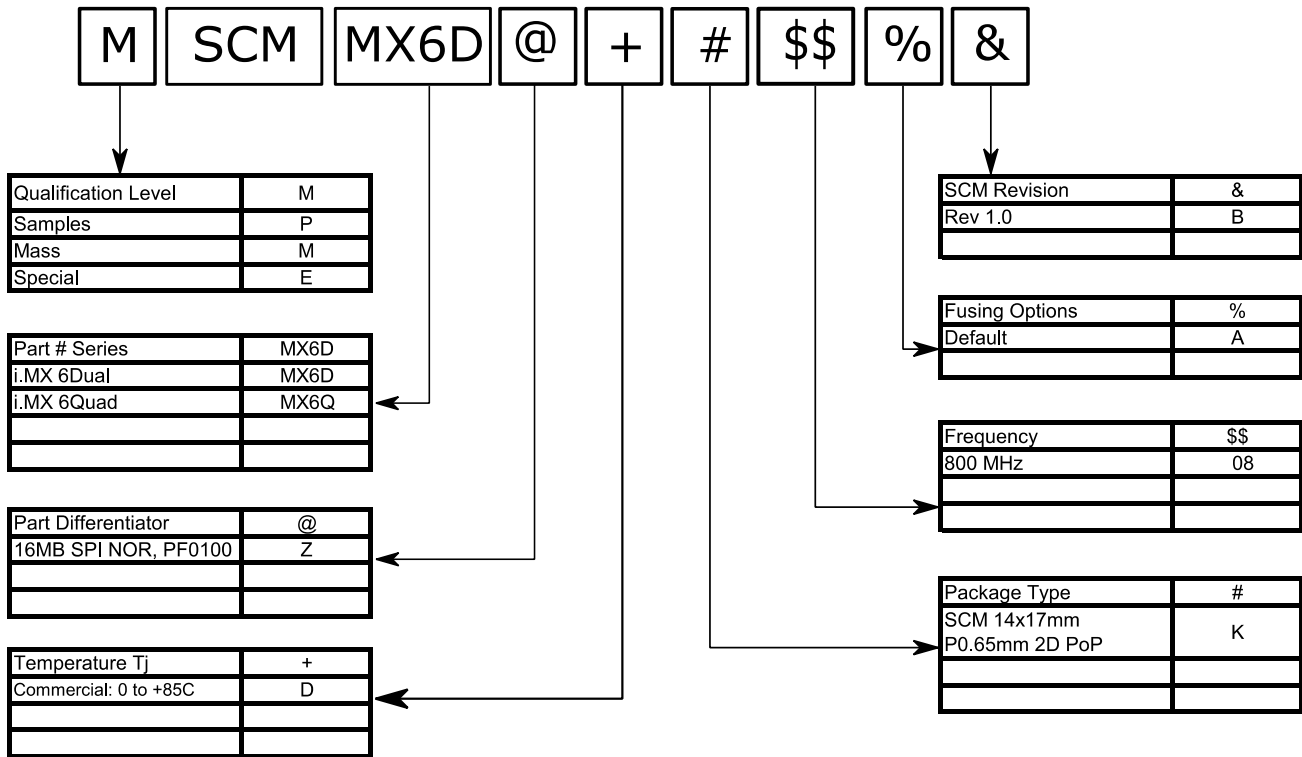 M SCM MX6D @ + # $$ % &
Qualification Level M
Samples P
Mass M
Special E
Part # Series MX6D
i.MX 6Dual MX6D
i.MX 6Quad MX6Q
Part Differentiator @
16MB SPI NOR, PF0100 Z
Temperature Tj +
Commercial: 0 to +85C D
SCM Revision &
Rev 1.0 B
Fusing Options %
Default A
Frequency $$
800 MHz 08
Package Type #
SCM 14x17mm
P0.65mm 2D PoP K